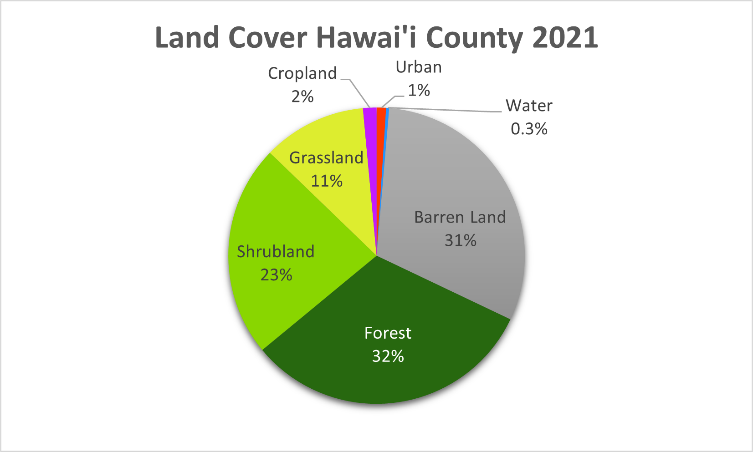 Land Cover Hawai'i County 2021
Cropland
2%
Urban
1%
Water
0.3%
Grassland
11%
Barren Land
31%
Shrubland
23%
Forest
32%